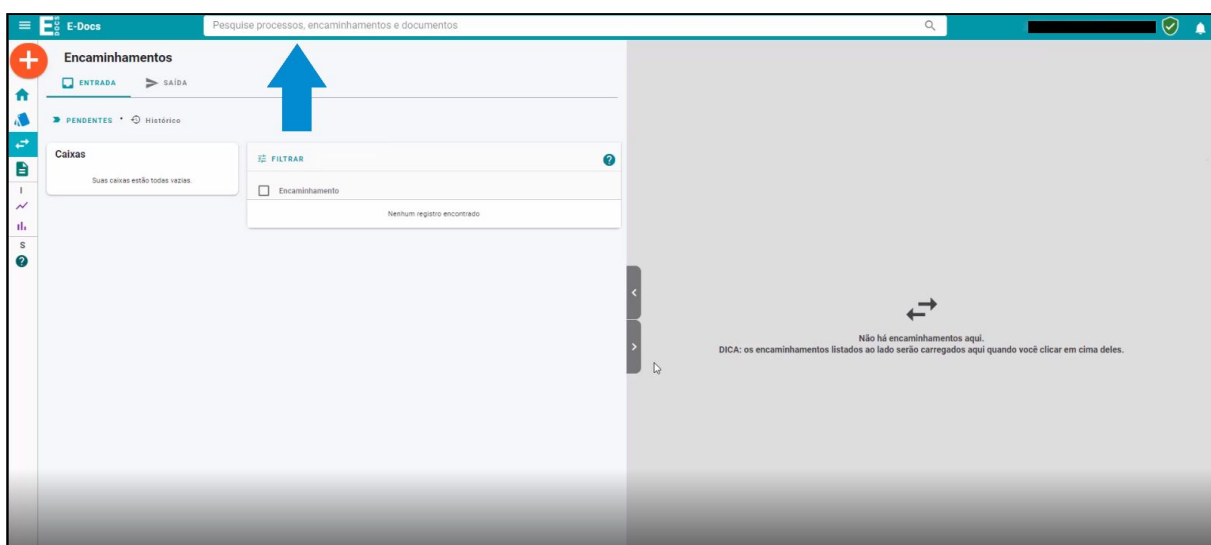 E-DOCS E-Docs
Pesquise processos, encaminhamentos e documentos
Encaminhamentos
ENTRADA SAÍDA
PENDENTES • Histórico
Caixas
Suas caixas estão todas vazias.
FILTRAR
Encaminhamento
Nenhum registro encontrado
I
S
Não há encaminhamentos aqui.
DICA: os encaminhamentos listados ao lado serão carregados aqui quando você clicar em cima deles.